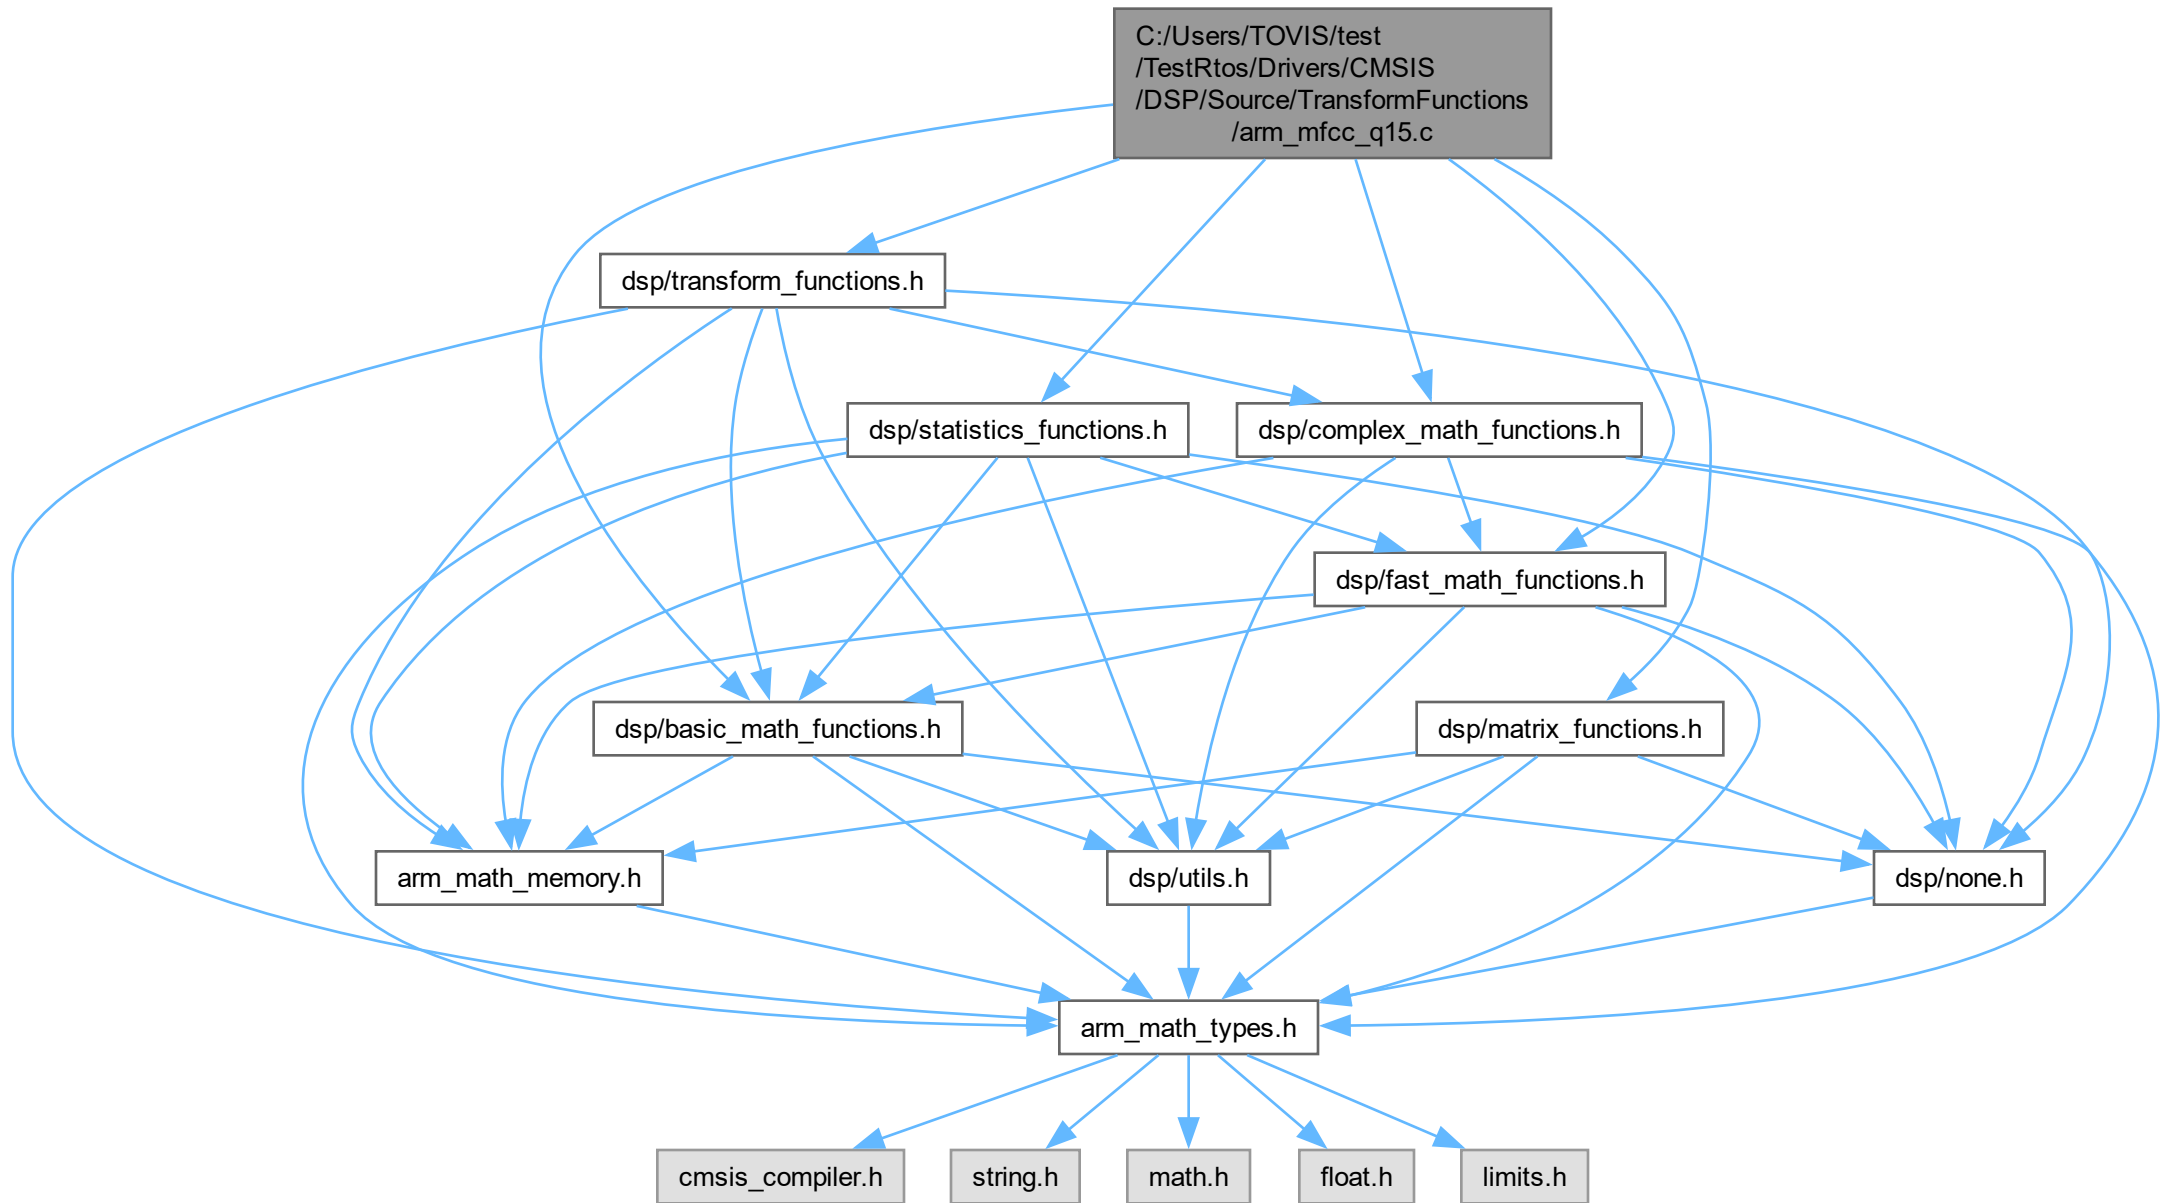 C:/Users/TOVIS/test
/TestRtos/Drivers/CMSIS
/DSP/Source/TransformFunctions
/arm_mfcc_q15.c
dsp/transform_functions.h
dsp/statistics_functions.h
dsp/complex_math_functions.h
dsp/fast_math_functions.h
dsp/basic_math_functions.h
dsp/matrix_functions.h
arm_math_memory.h
dsp/utils.h
dsp/none.h
arm_math_types.h
cmsis_compiler.h
string.h
math.h
float.h
limits.h